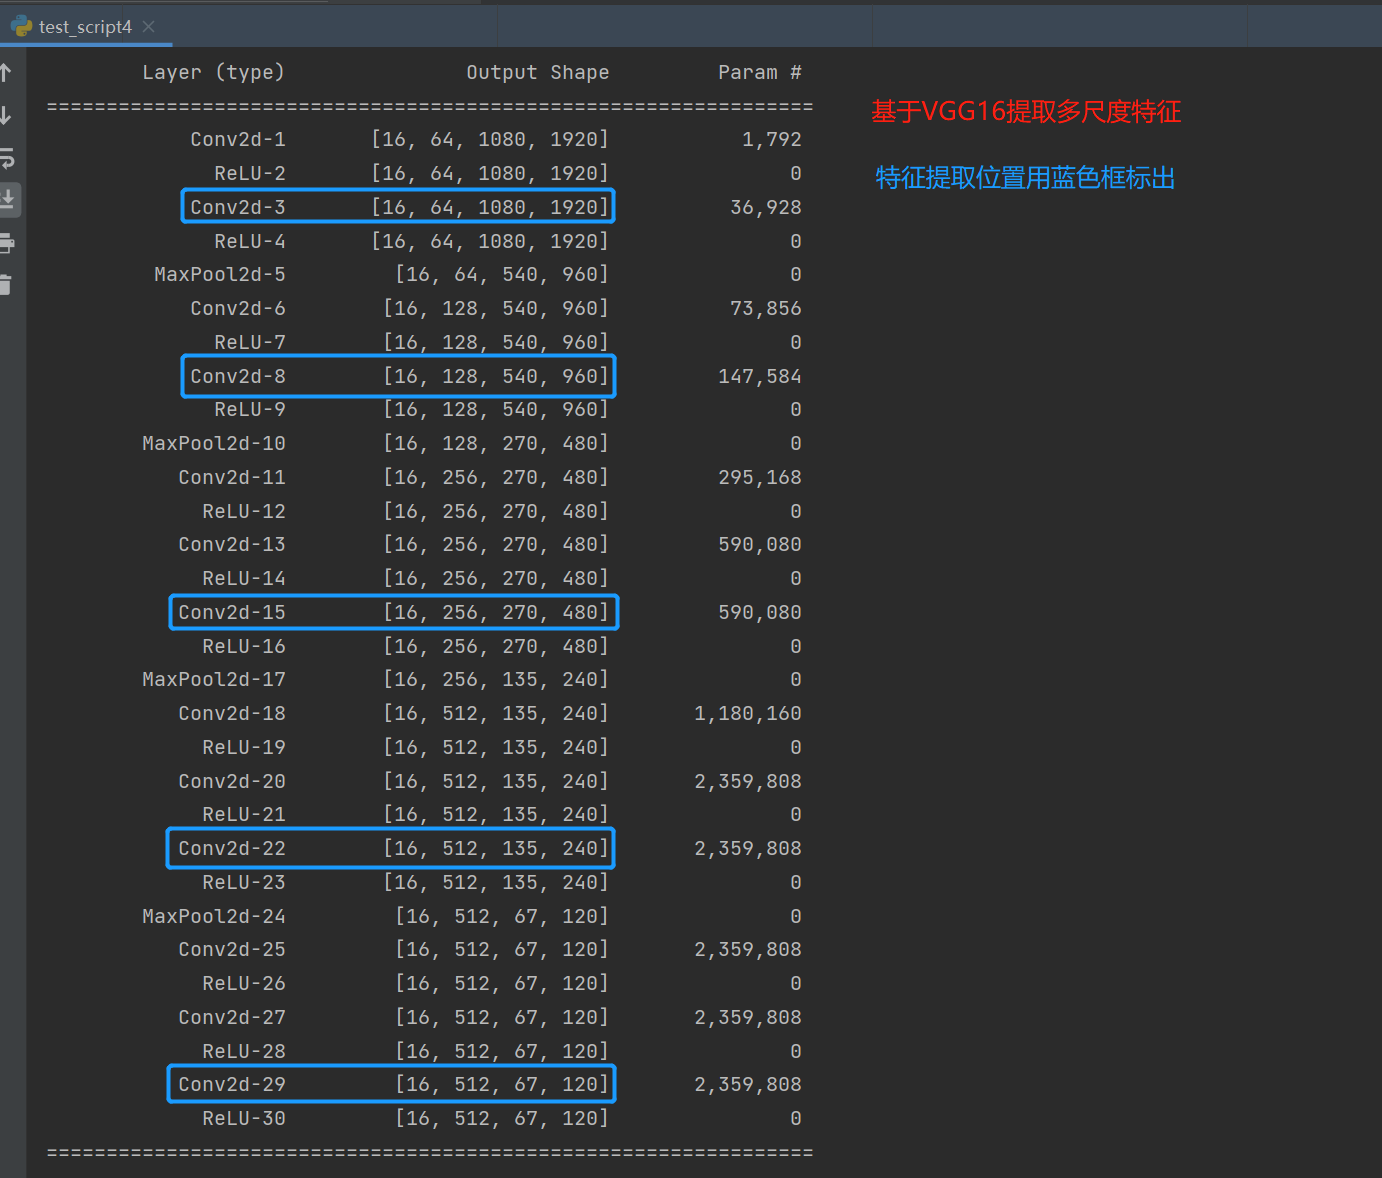 test_script4
Layer (type) Output Shape Param #
================================================================
Conv2d-1 [16, 64, 1080, 1920] 1,792
ReLU-2 [16, 64, 1080, 1920] 0
Conv2d-3 [16, 64, 1080, 1920] 36,928
ReLU-4 [16, 64, 1080, 1920] 0
MaxPool2d-5 [16, 64, 540, 960] 0
Conv2d-6 [16, 128, 540, 960] 73,856
ReLU-7 [16, 128, 540, 960] 0
Conv2d-8 [16, 128, 540, 960] 147,584
ReLU-9 [16, 128, 540, 960] 0
MaxPool2d-10 [16, 128, 270, 480] 0
Conv2d-11 [16, 256, 270, 480] 295,168
ReLU-12 [16, 256, 270, 480] 0
Conv2d-13 [16, 256, 270, 480] 590,080
ReLU-14 [16, 256, 270, 480] 0
Conv2d-15 [16, 256, 270, 480] 590,080
ReLU-16 [16, 256, 270, 480] 0
MaxPool2d-17 [16, 256, 135, 240] 0
Conv2d-18 [16, 512, 135, 240] 1,180,160
ReLU-19 [16, 512, 135, 240] 0
Conv2d-20 [16, 512, 135, 240] 2,359,808
ReLU-21 [16, 512, 135, 240] 0
Conv2d-22 [16, 512, 135, 240] 2,359,808
ReLU-23 [16, 512, 135, 240] 0
MaxPool2d-24 [16, 512, 67, 120] 0
Conv2d-25 [16, 512, 67, 120] 2,359,808
ReLU-26 [16, 512, 67, 120] 0
Conv2d-27 [16, 512, 67, 120] 2,359,808
ReLU-28 [16, 512, 67, 120] 0
Conv2d-29 [16, 512, 67, 120] 2,359,808
ReLU-30 [16, 512, 67, 120] 0
================================================================
基于VGG16提取多尺度特征
特征提取位置用蓝色框标出